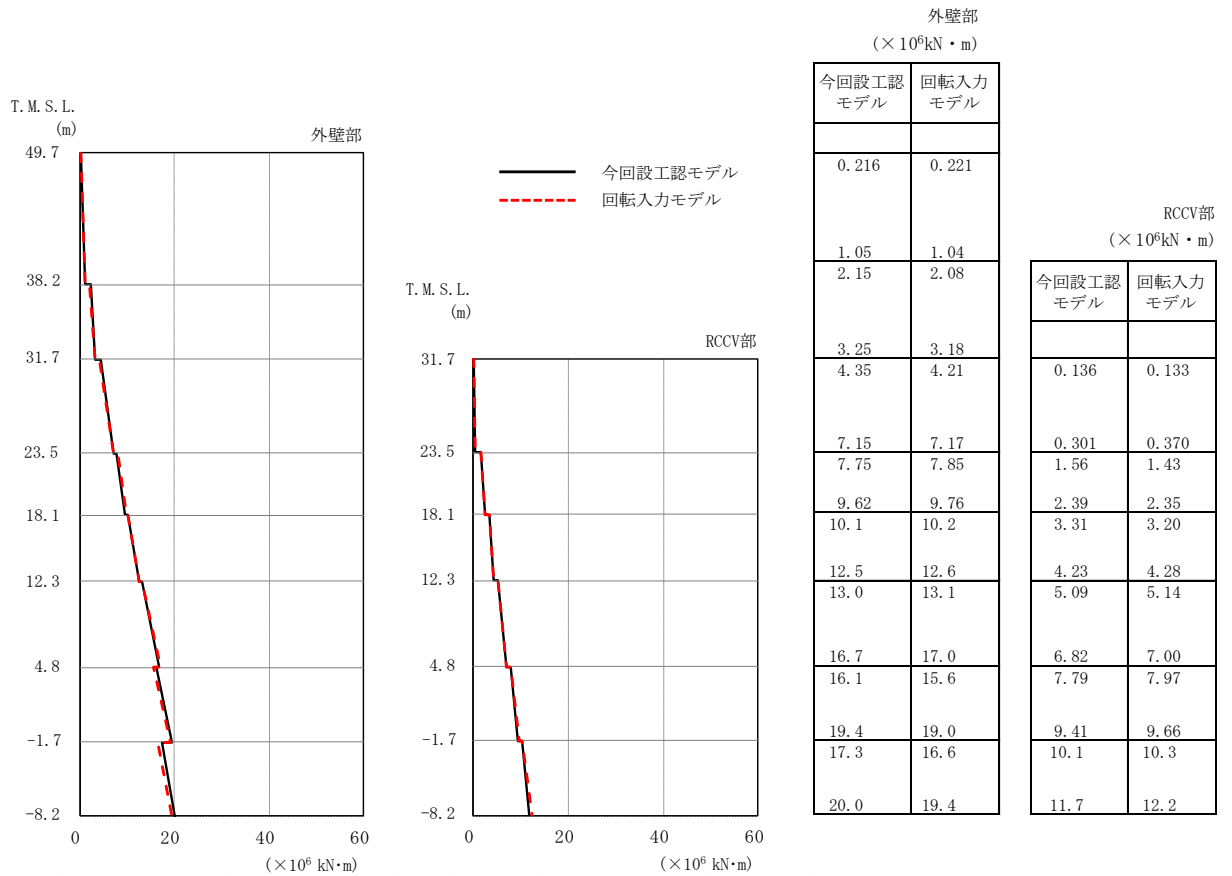 T.M.S.L.
(m)
外壁部
49.7
38.2
31.7
23.5
18.1
12.3
4.8
-1.7
-8.2
0 20 40 60
(×10⁶ kN・m)
今回設工認モデル
回転入力モデル
T.M.S.L.
(m)
RCCV部
31.7
23.5
18.1
12.3
4.8
-1.7
-8.2
0 20 40 60
(×10⁶ kN・m)
外壁部
(×10⁶kN・m)
今回設工認 回転入力
モデル モデル
0.216 0.221
1.05 1.04
2.15 2.08
3.25 3.18
4.35 4.21
7.15 7.17
7.75 7.85
9.62 9.76
10.1 10.2
12.5 12.6
13.0 13.1
16.7 17.0
16.1 15.6
19.4 19.0
17.3 16.6
20.0 19.4
RCCV部
(×10⁶kN・m)
今回設工認 回転入力
モデル モデル
0.136 0.133
0.301 0.370
1.56 1.43
2.39 2.35
3.31 3.20
4.23 4.28
5.09 5.14
6.82 7.00
7.79 7.97
9.41 9.66
10.1 10.3
11.7 12.2